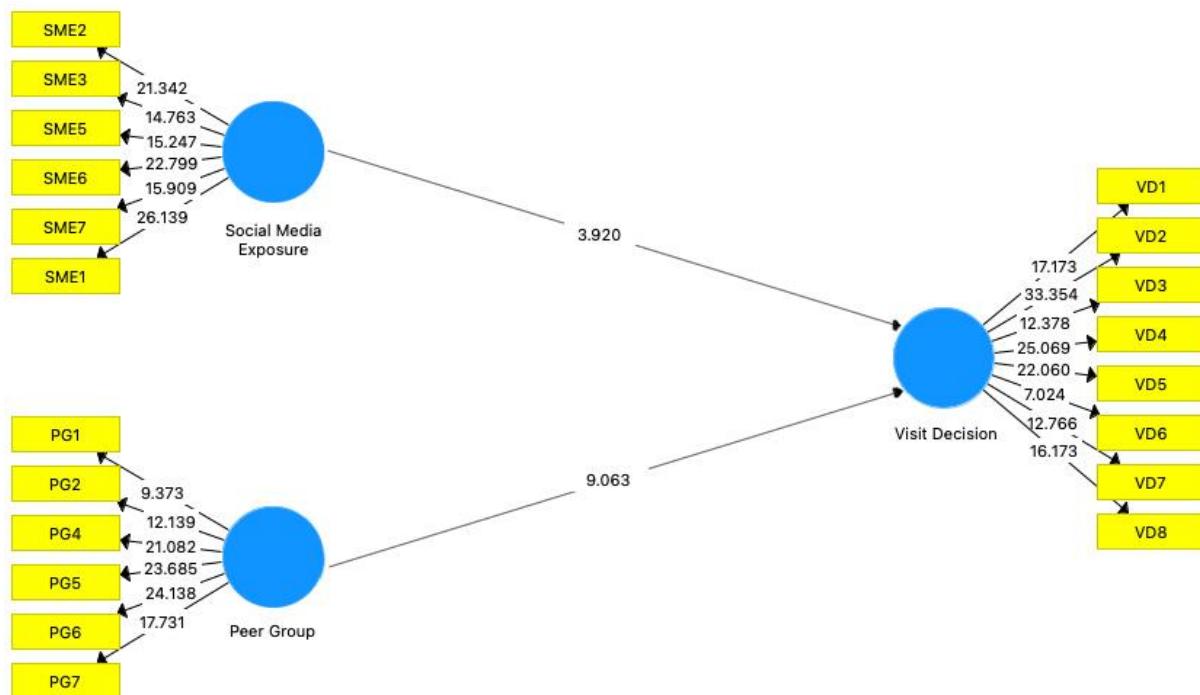 SME2
SME3
SME5
SME6
SME7
SME1
21.342
14.763
15.247
22.799
15.909
26.139
Social Media
Exposure
3.920
PG1
PG2
PG4
PG5
PG6
PG7
9.373
12.139
21.082
23.685
24.138
17.731
Peer Group
9.063
Visit Decision
17.173
33.354
12.378
25.069
22.060
7.024
12.766
16.173
VD1
VD2
VD3
VD4
VD5
VD6
VD7
VD8